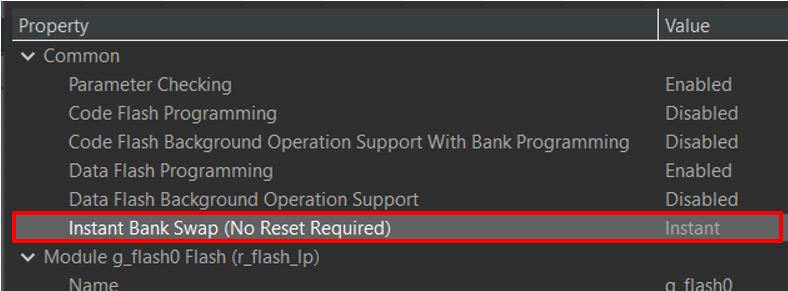 Property Value
Common
Parameter Checking Enabled
Code Flash Programming Disabled
Code Flash Background Operation Support With Bank Programming Disabled
Data Flash Programming Enabled
Data Flash Background Operation Support Disabled
Instant Bank Swap (No Reset Required) Instant
Module g_flash0 Flash (r_flash_lp)
Name g_flash0